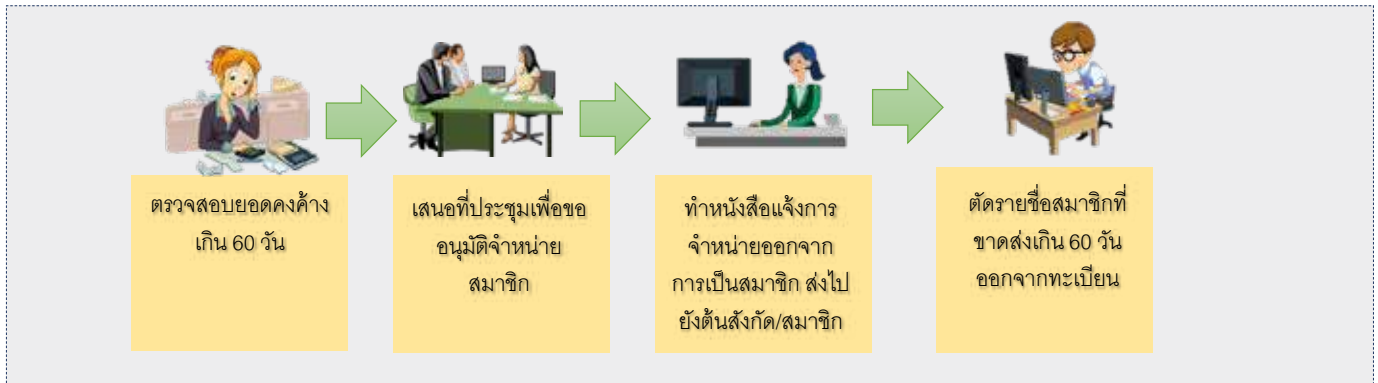 ตรวจสอบยอดคงค้าง
เกิน 60 วัน
เสนอที่ประชุมเพื่อขอ
อนุมัติจำหน่าย
สมาชิก
ทำหนังสือแจ้งการ
จำหน่ายออกจาก
การเป็นสมาชิก ส่งไป
ยังต้นสังกัด/สมาชิก
ตัดรายชื่อสมาชิกที่
ขาดส่งเกิน 60 วัน
ออกจากทะเบียน